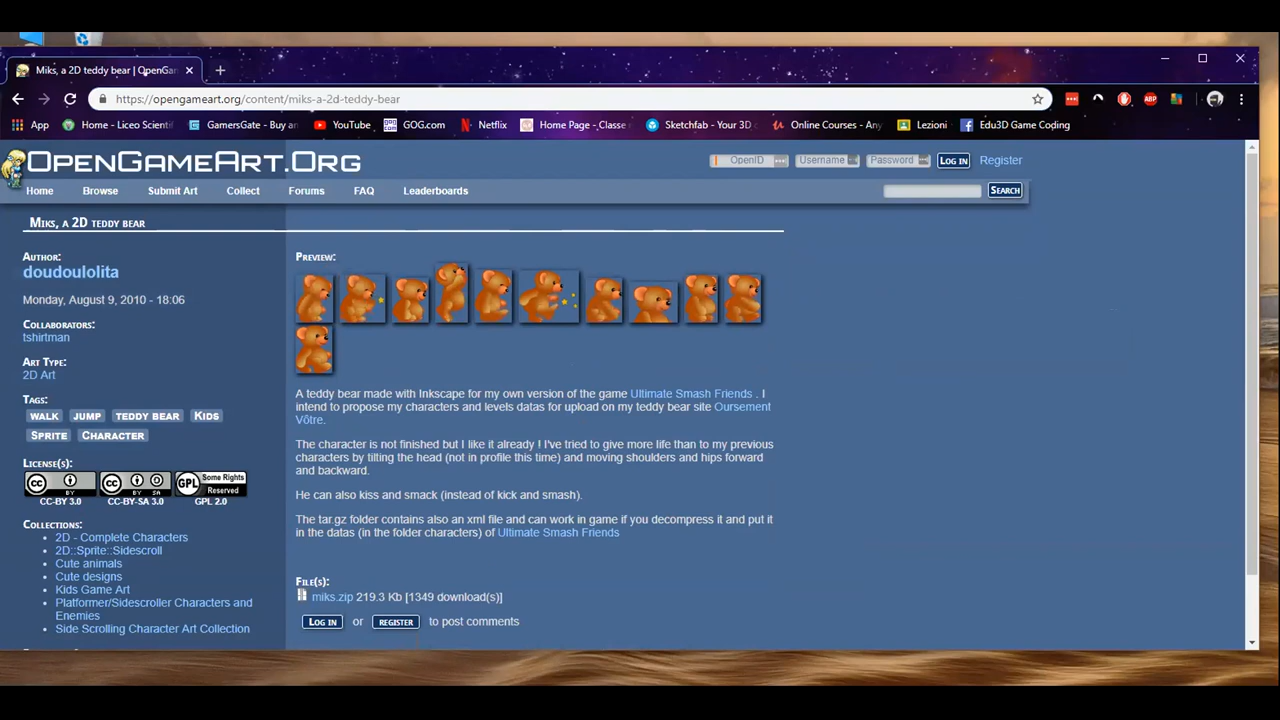 Miks, a 2D teddy bear | OpenGam
https://opengameart.org/content/miks-a-2d-teddy-bear
App Home - Liceo Scientif GamersGate - Buy an YouTube GOG.com Netflix Home Page - Classe Sketchfab - Your 3D Online Courses - Any Lezioni Edu3D Game Coding
OpenGameArt.Org
OpenID Username Password Log in Register
Home Browse Submit Art Collect Forums FAQ Leaderboards Search
Miks, a 2D teddy bear
Author:
doudoulolita
Monday, August 9, 2010 - 18:06
Collaborators:
tshirtman
Art Type:
2D Art
Tags:
walk jump teddy bear Kids
Sprite Character
License(s):
cc BY cc BY SA GPL Some Rights Reserved
CC-BY 3.0 CC-BY-SA 3.0 GPL 2.0
Collections:
2D - Complete Characters
2D::Sprite::Sidescroll
Cute animals
Cute designs
Kids Game Art
Platformer/Sidescroller Characters and
Enemies
Side Scrolling Character Art Collection
Preview:
A teddy bear made with Inkscape for my own version of the game Ultimate Smash Friends . I
intend to propose my characters and levels datas for upload on my teddy bear site Oursement
Vôtre.
The character is not finished but I like it already ! I've tried to give more life than to my previous
characters by tilting the head (not in profile this time) and moving shoulders and hips forward
and backward.
He can also kiss and smack (instead of kick and smash).
The tar.gz folder contains also an xml file and can work in game if you decompress it and put it
in the datas (in the folder characters) of Ultimate Smash Friends
File(s):
miks.zip 219.3 Kb [1349 download(s)]
Log in or register to post comments